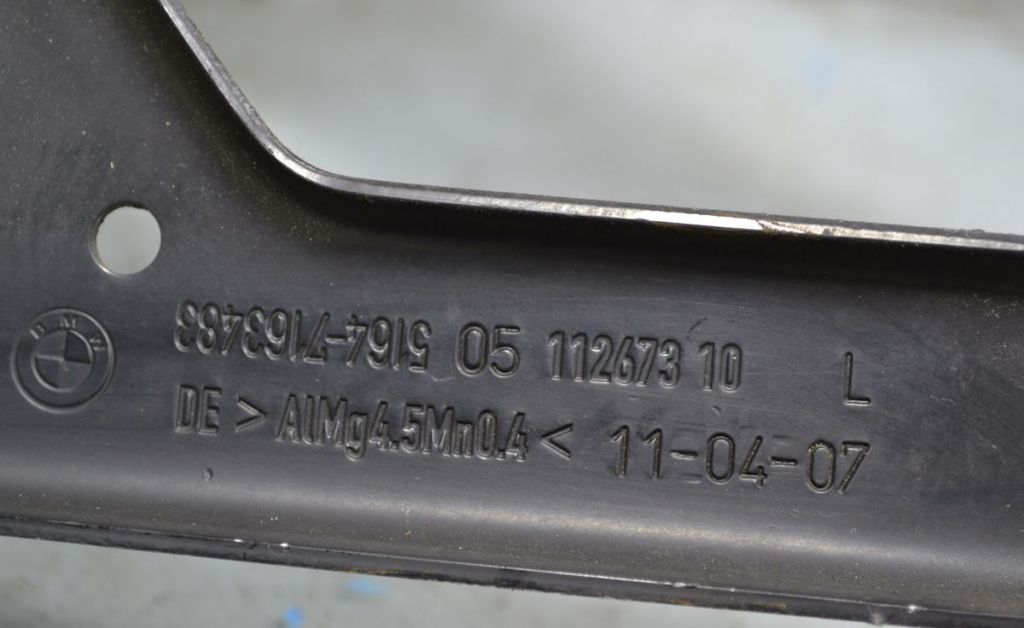 BMW
5164-7163483 05 112673 10 L
DE > AlMg4.5Mn0.4 < 11-04-07